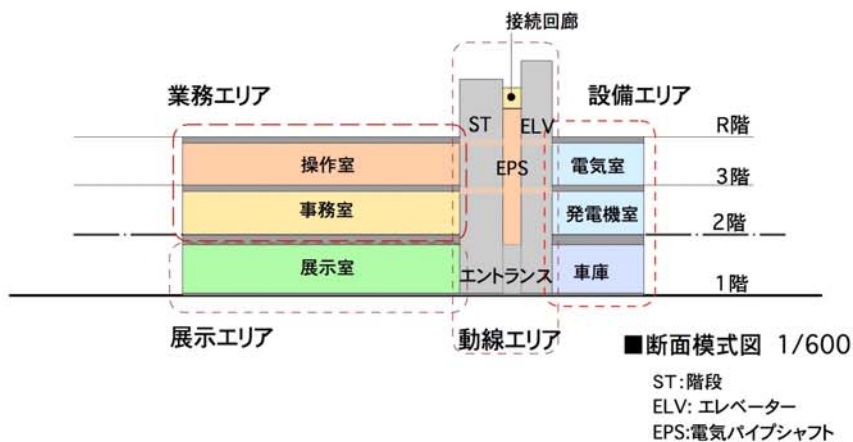 接続回廊
業務エリア
設備エリア
ST
ELV
R階
操作室
EPS
電気室
3階
事務室
発電機室
2階
展示室
エントランス
車庫
1階
展示エリア
動線エリア
■断面模式図 1/600
ST:階段
ELV: エレベーター
EPS:電気パイプシャフト